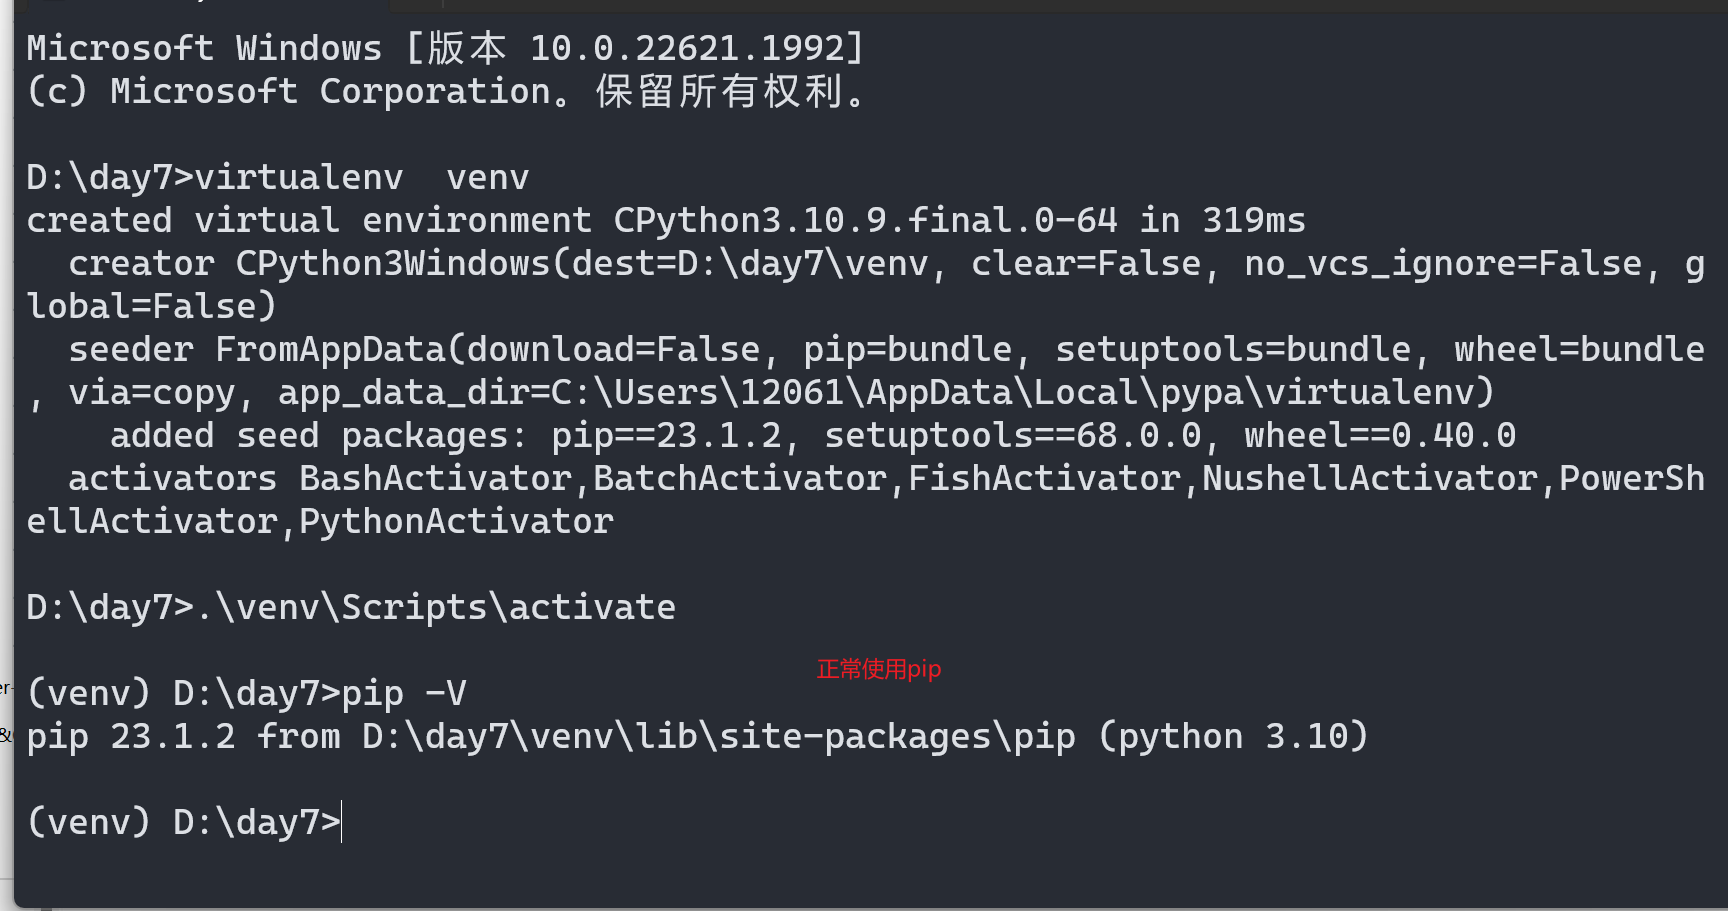 Microsoft Windows [版本 10.0.22621.1992]
(c) Microsoft Corporation。保留所有权利。
D:\day7>virtualenv  venv
created virtual environment CPython3.10.9.final.0-64 in 319ms
  creator CPython3Windows(dest=D:\day7\venv, clear=False, no_vcs_ignore=False, g
lobal=False)
  seeder FromAppData(download=False, pip=bundle, setuptools=bundle, wheel=bundle
, via=copy, app_data_dir=C:\Users\12061\AppData\Local\pypa\virtualenv)
    added seed packages: pip==23.1.2, setuptools==68.0.0, wheel==0.40.0
  activators BashActivator,BatchActivator,FishActivator,NushellActivator,PowerSh
ellActivator,PythonActivator
D:\day7>.\venv\Scripts\activate
正常使用pip
(venv) D:\day7>pip -V
pip 23.1.2 from D:\day7\venv\lib\site-packages\pip (python 3.10)
(venv) D:\day7>